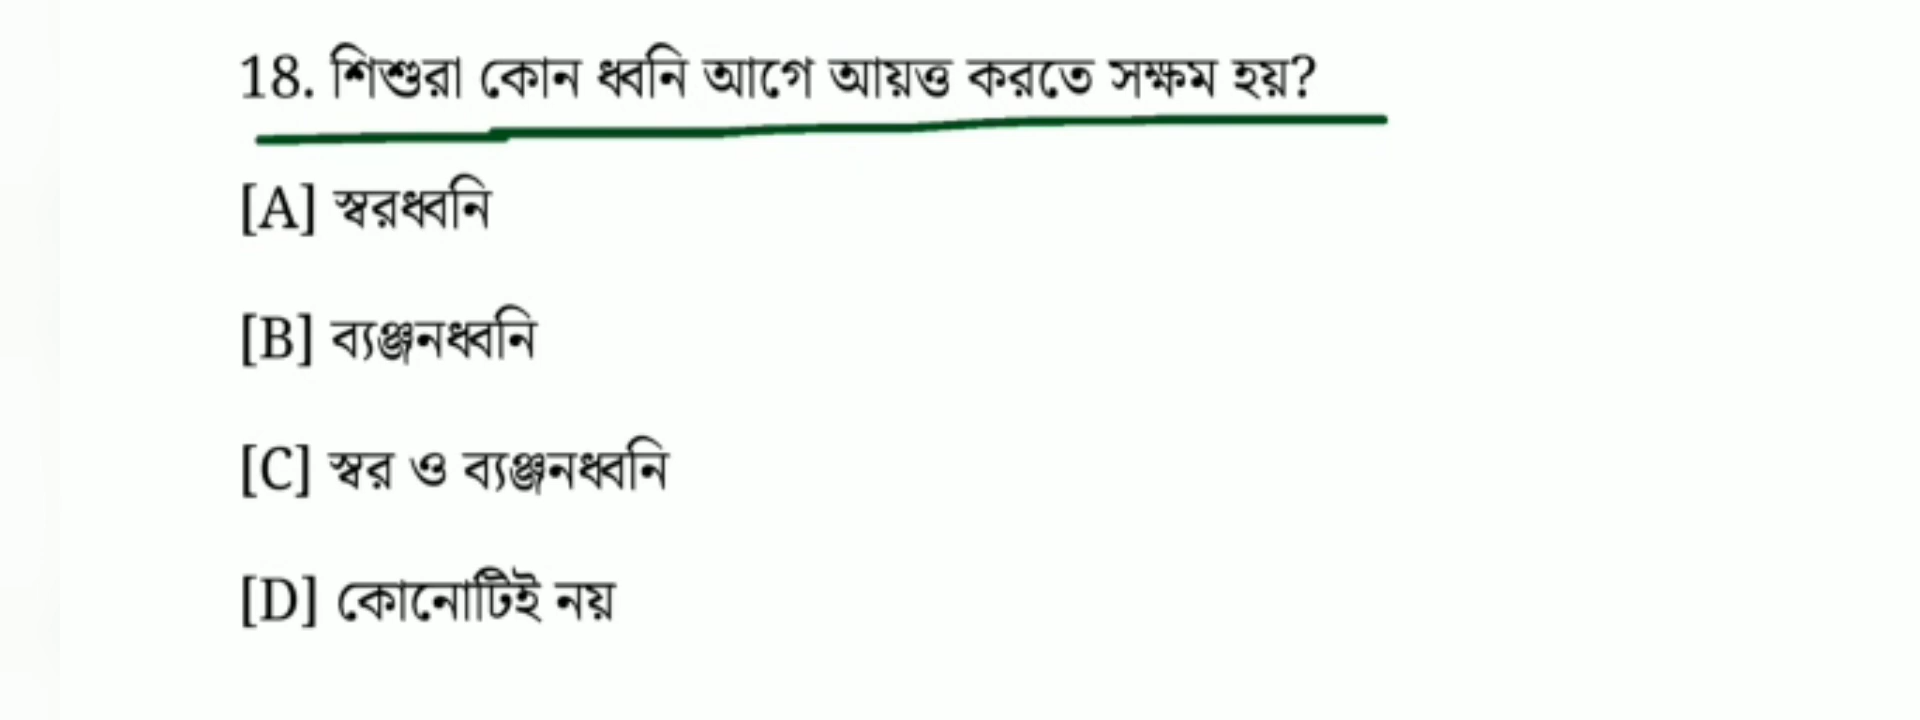 18. শিশুরা কোন ধ্বনি আগে আয়ত্ত করতে সক্ষম হয়?
[A] স্বরধ্বনি
[B] ব্যঞ্জনধ্বনি
[C] স্বর ও ব্যঞ্জনধ্বনি
[D] কোনোটিই নয়